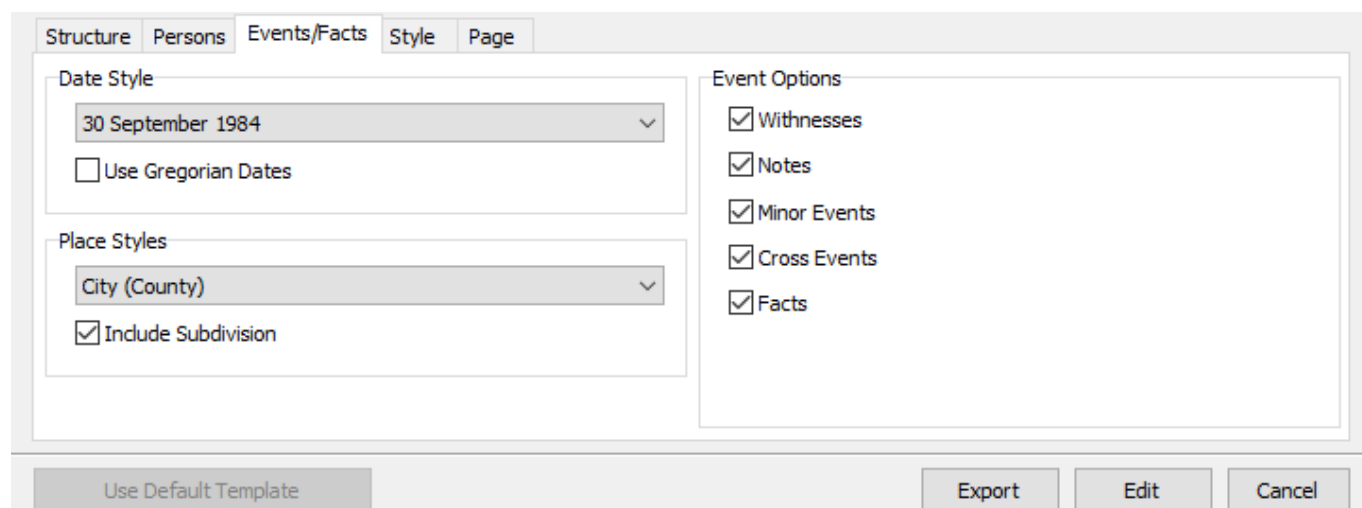 Structure Persons Events/Facts Style Page
Date Style
30 September 1984
Use Gregorian Dates
Place Styles
City (County)
Include Subdivision
Event Options
Withnesses
Notes
Minor Events
Cross Events
Facts
Use Default Template Export Edit Cancel